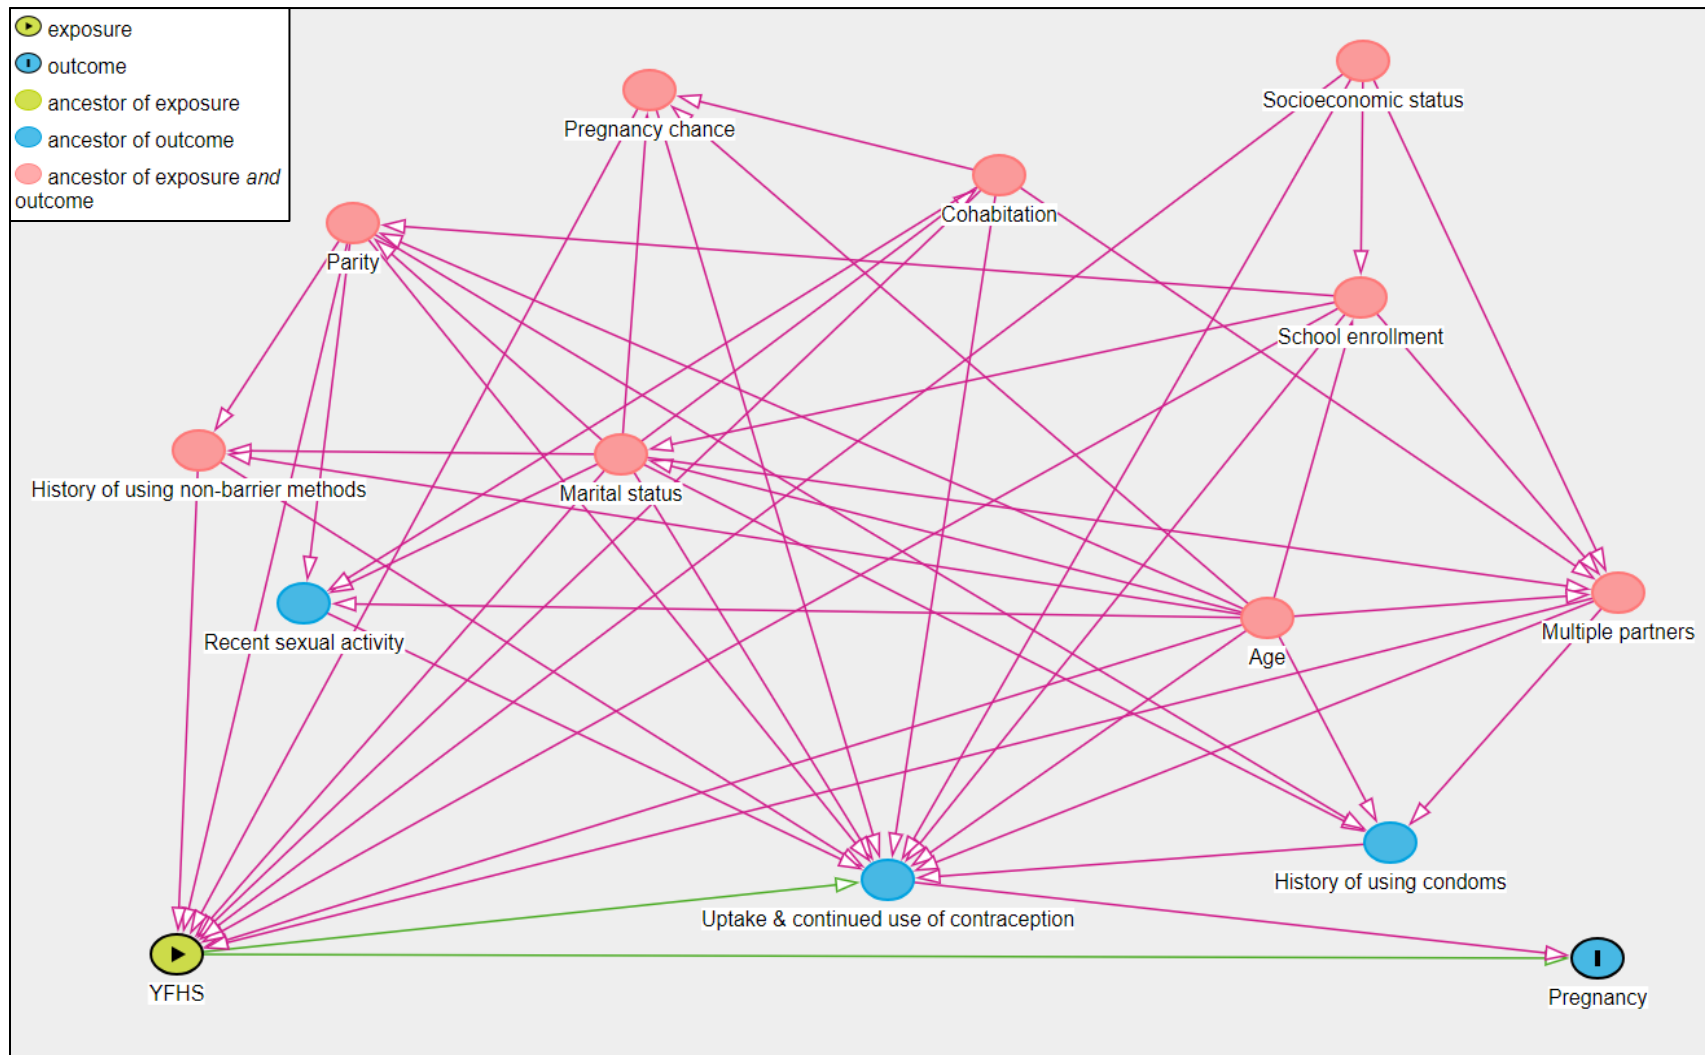 exposure
outcome
ancestor of exposure
ancestor of outcome
ancestor of exposure and
outcome
Socioeconomic status
Pregnancy chance
Cohabitation
Parity
School enrollment
History of using non-barrier methods
Marital status
Recent sexual activity
Multiple partners
Age
History of using condoms
Uptake & continued use of contraception
YFHS
Pregnancy